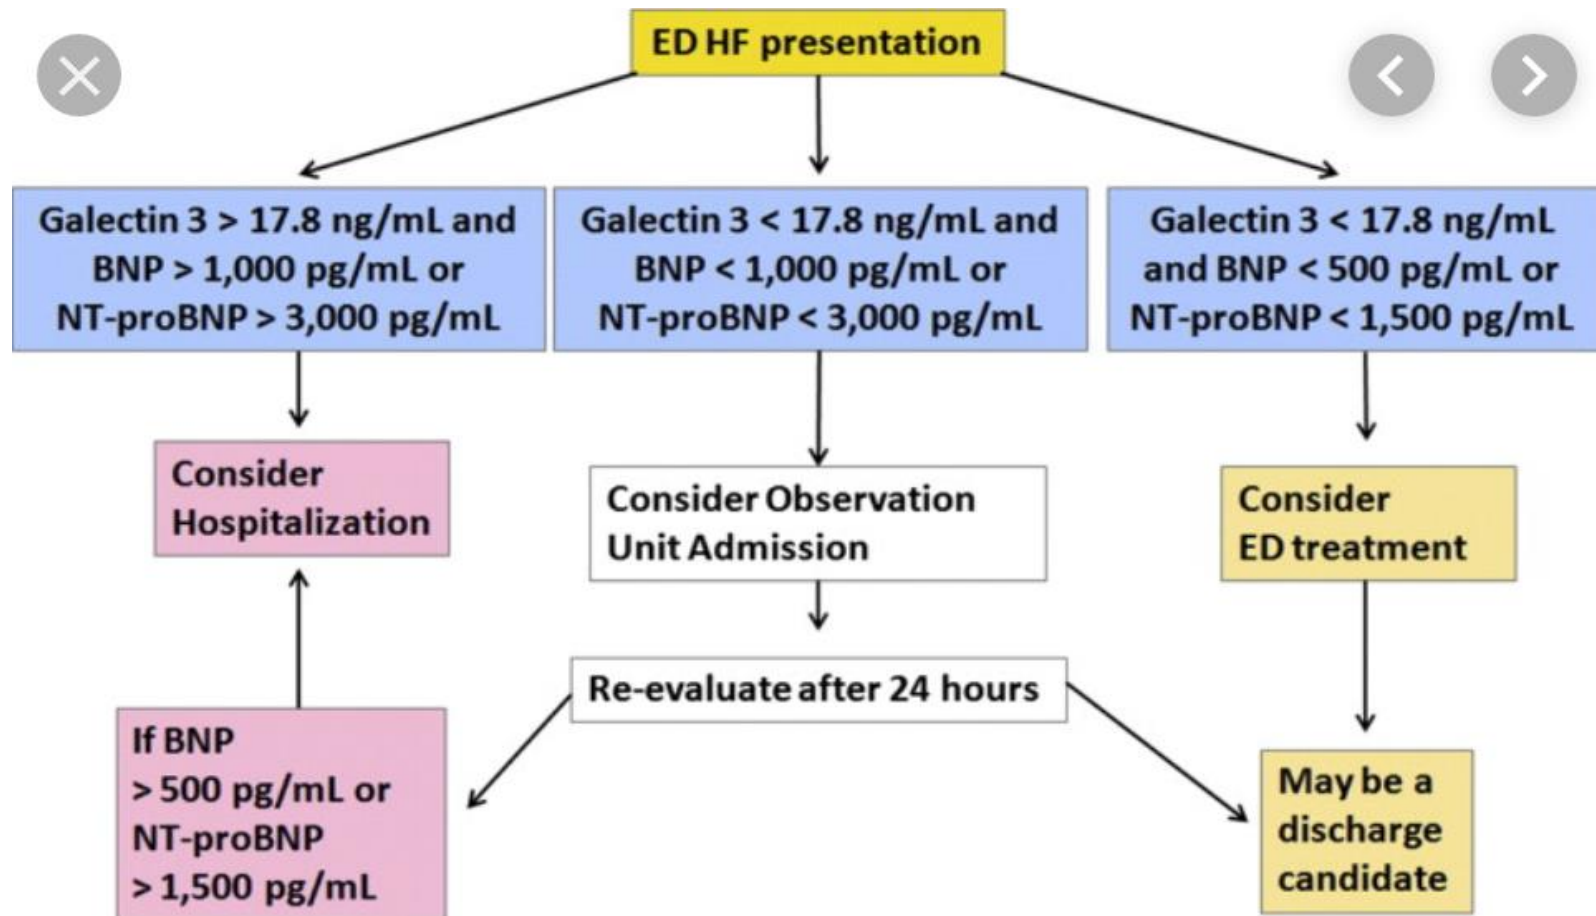 ED HF presentation
Galectin 3 > 17.8 ng/mL and
BNP > 1,000 pg/mL or
NT-proBNP > 3,000 pg/mL
Galectin 3 < 17.8 ng/mL and
BNP < 1,000 pg/mL or
NT-proBNP < 3,000 pg/mL
Galectin 3 < 17.8 ng/mL
and BNP < 500 pg/mL or
NT-proBNP < 1,500 pg/mL
Consider
Hospitalization
Consider Observation
Unit Admission
Consider
ED treatment
Re-evaluate after 24 hours
If BNP
> 500 pg/mL or
NT-proBNP
> 1,500 pg/mL
May be a
discharge
candidate